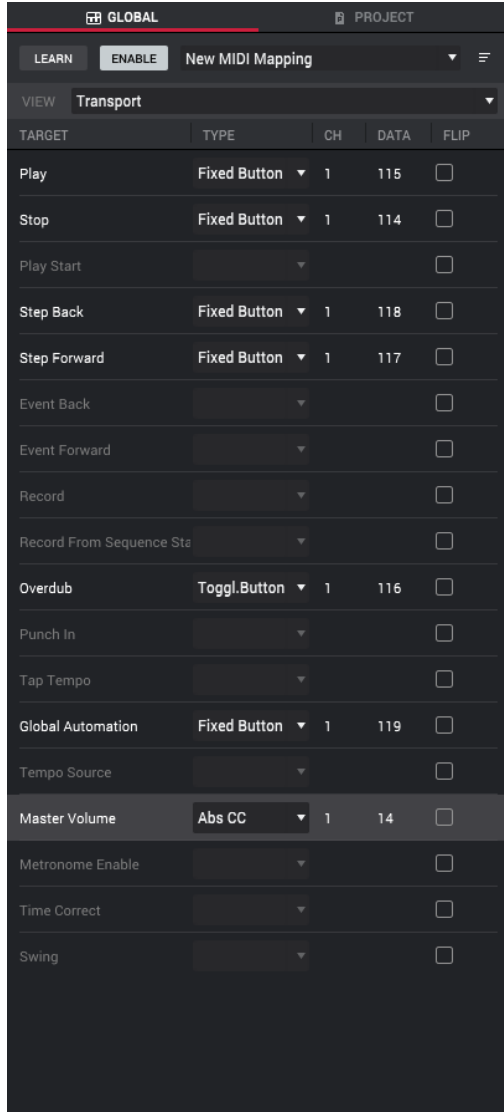 GLOBAL PROJECT
LEARN ENABLE New MIDI Mapping
VIEW Transport
TARGET TYPE CH DATA FLIP
Play Fixed Button 1 115
Stop Fixed Button 1 114
Play Start
Step Back Fixed Button 1 118
Step Forward Fixed Button 1 117
Event Back
Event Forward
Record
Record From Sequence Sta
Overdub Toggl.Button 1 116
Punch In
Tap Tempo
Global Automation Fixed Button 1 119
Tempo Source
Master Volume Abs CC 1 14
Metronome Enable
Time Correct
Swing